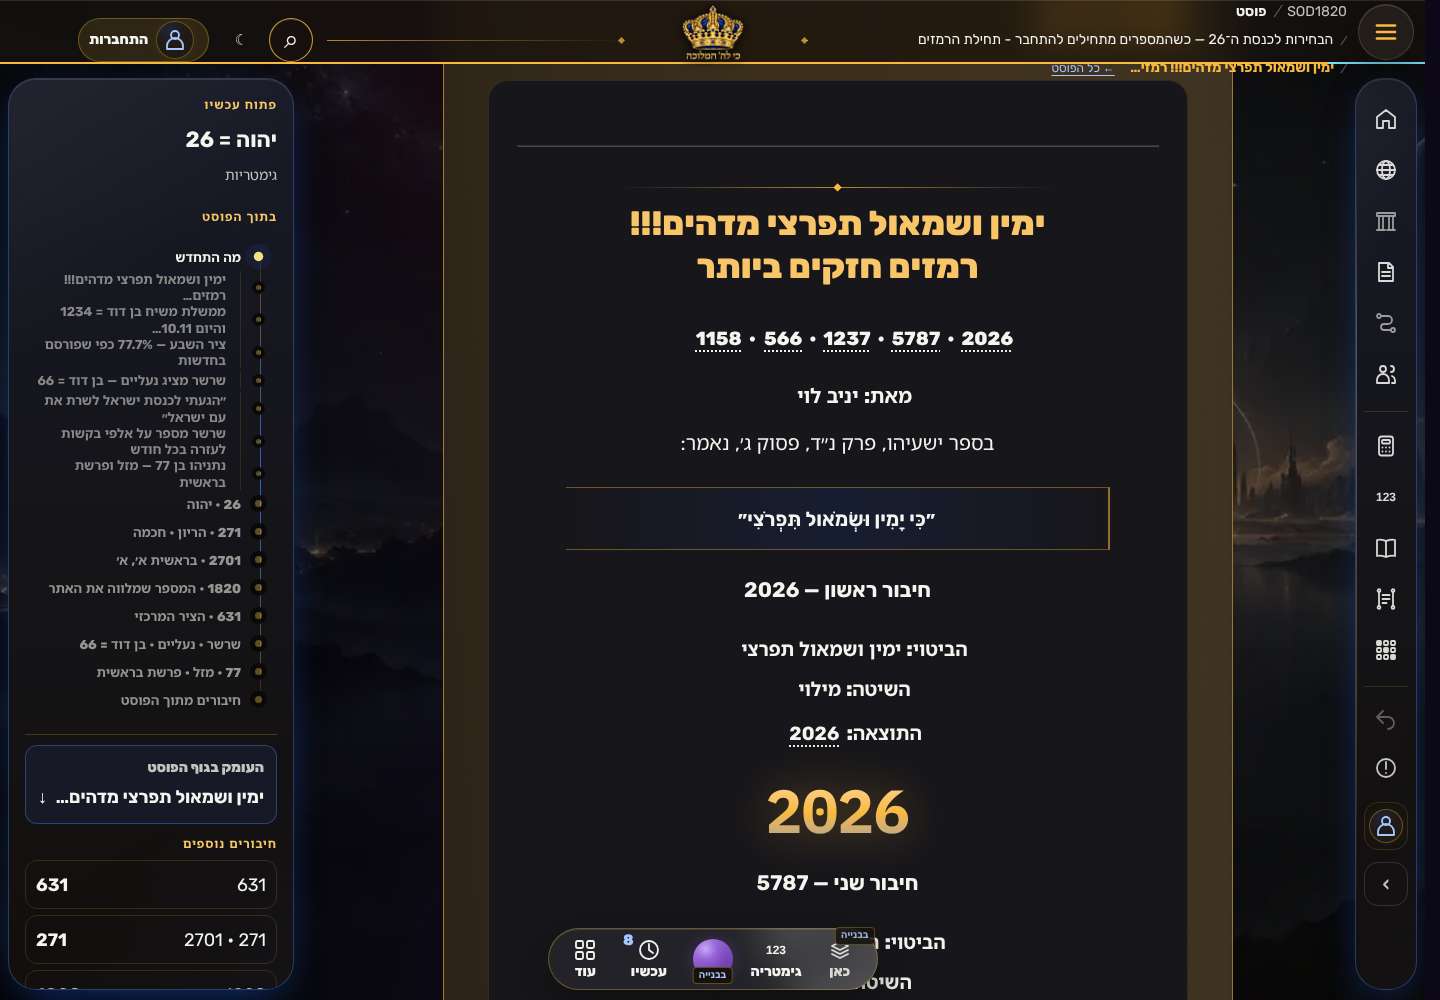 SOD1820 / פוסט
/ הבחירות לכנסת ה־26 — כשהמספרים מתחילים להתחבר - תחילת הרמזים
/ ימין ושמאול תפרצי מדהים!!! רמזי...
← כל הפוסט
כי לה' המלוכה
התחברות
פתוח עכשיו
יהוה = 26
גימטריות
בתוך הפוסט
מה התחדש
ימין ושמאול תפרצי מדהים!!! רמזים...
ממשלת משיח בן דוד = 1234 והיום 10.11...
ציר השבע — 77.7% כפי שפורסם בחדשות
שרשר מציג נעליים — בן דוד = 66
״הגעתי לכנסת ישראל לשרת את עם ישראל״
שרשר מספר על אלפי בקשות לעזרה בכל חודש
נתניהו בן 77 — מזל ופרשת בראשית
26 • יהוה
271 • הריון • חכמה
2701 • בראשית א׳, א׳
1820 • המספר שמלווה את האתר
631 • הציר המרכזי
שרשר • נעליים • בן דוד = 66
77 • מזל • פרשת בראשית
חיבורים מתוך הפוסט
העומק בגוף הפוסט
ימין ושמאול תפרצי מדהים... ↓
חיבורים נוספים
631 631
271 • 2701 271
ימין ושמאול תפרצי מדהים!!!
רמזים חזקים ביותר
2026 • 5787 • 1237 • 566 • 1158
מאת: יניב לוי
בספר ישעיהו, פרק נ״ד, פסוק ג׳, נאמר:
״כִּי יָמִין וּשְׂמֹאול תִּפְרֹצִי״
חיבור ראשון — 2026
הביטוי: ימין ושמאול תפרצי
השיטה: מילוי
התוצאה: 2026
2026
חיבור שני — 5787
הביטוי:
השיטה
בבנייה
כאן
123
גימטריה
בבנייה
8
עכשיו
עוד
123